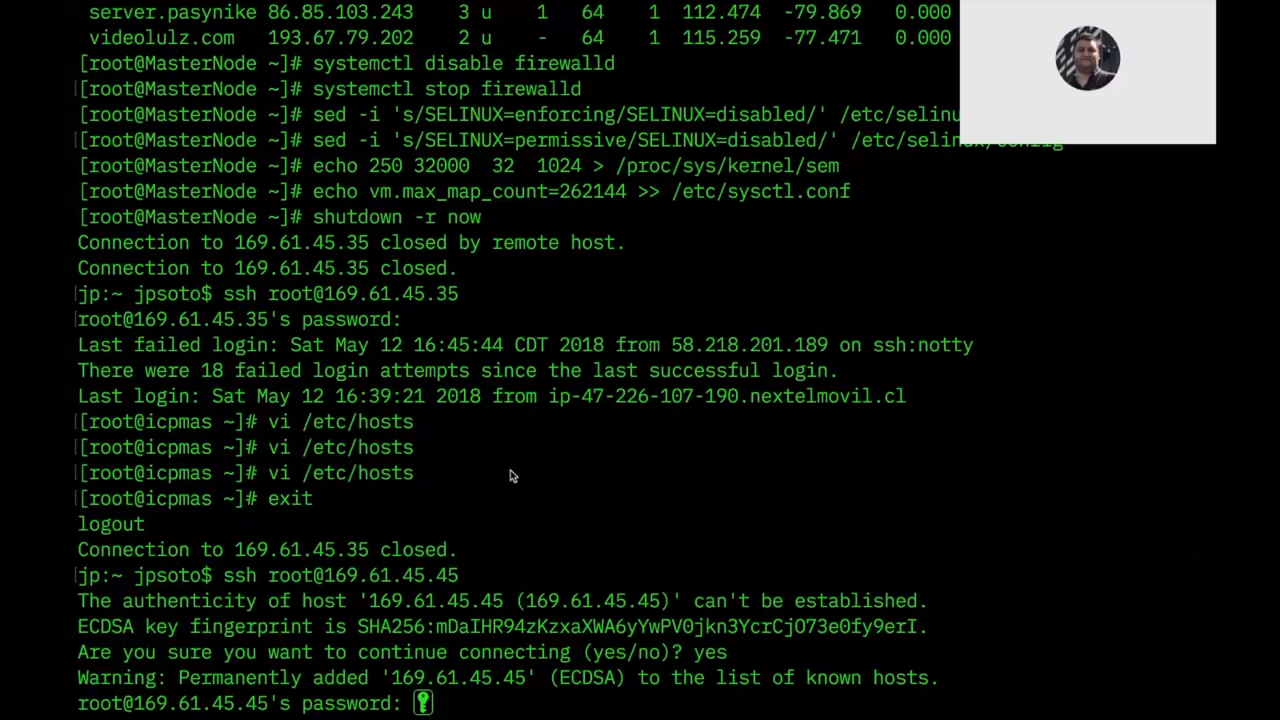 server.pasynike 86.85.103.243 3 u 1 64 1 112.474 -79.869 0.000
videolulz.com 193.67.79.202 2 u - 64 1 115.259 -77.471 0.000
[root@MasterNode ~]# systemctl disable firewalld
[root@MasterNode ~]# systemctl stop firewalld
[root@MasterNode ~]# sed -i 's/SELINUX=enforcing/SELINUX=disabled/' /etc/selinu
[root@MasterNode ~]# sed -i 's/SELINUX=permissive/SELINUX=disabled/' /etc/selinux/config
[root@MasterNode ~]# echo 250 32000  32  1024 > /proc/sys/kernel/sem
[root@MasterNode ~]# echo vm.max_map_count=262144 >> /etc/sysctl.conf
[root@MasterNode ~]# shutdown -r now
Connection to 169.61.45.35 closed by remote host.
Connection to 169.61.45.35 closed.
jp:~ jpsoto$ ssh root@169.61.45.35
root@169.61.45.35's password:
Last failed login: Sat May 12 16:45:44 CDT 2018 from 58.218.201.189 on ssh:notty
There were 18 failed login attempts since the last successful login.
Last login: Sat May 12 16:39:21 2018 from ip-47-226-107-190.nextelmovil.cl
[root@icpmas ~]# vi /etc/hosts
[root@icpmas ~]# vi /etc/hosts
[root@icpmas ~]# vi /etc/hosts
[root@icpmas ~]# exit
logout
Connection to 169.61.45.35 closed.
jp:~ jpsoto$ ssh root@169.61.45.45
The authenticity of host '169.61.45.45 (169.61.45.45)' can't be established.
ECDSA key fingerprint is SHA256:mDaIHR94zKzxaXWA6yYwPV0jkn3YcrCjO73e0fy9erI.
Are you sure you want to continue connecting (yes/no)? yes
Warning: Permanently added '169.61.45.45' (ECDSA) to the list of known hosts.
root@169.61.45.45's password: